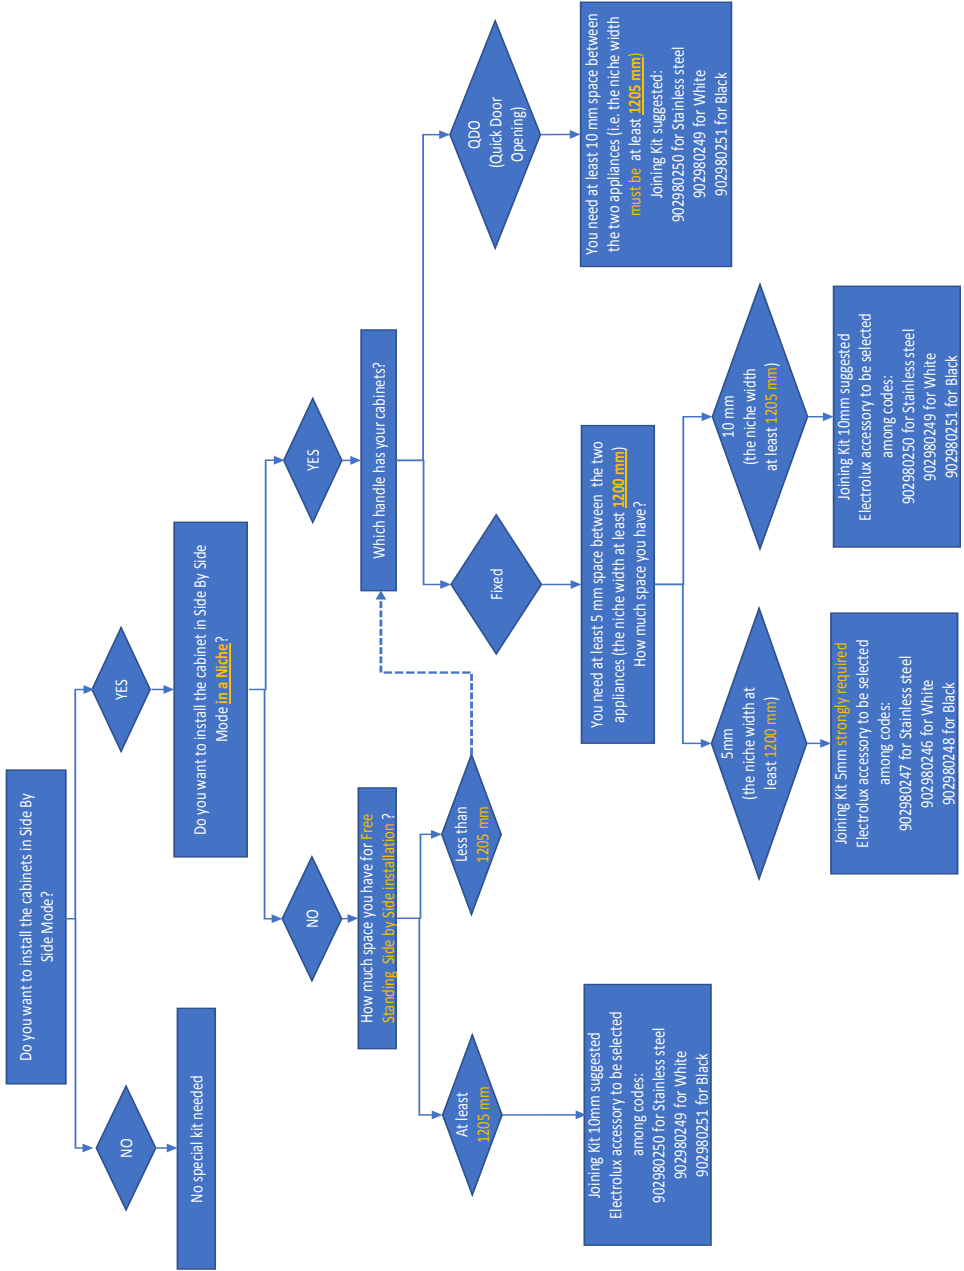 Do you want to install the cabinets in Side By
Side Mode?
NO
No special kit needed
YES
Do you want to install the cabinet in Side By Side
Mode in a Niche?
NO
How much space you have for Free
Standing  Side by Side installation ?
At least
1205 mm
Joining Kit 10mm suggested
Electrolux accessory to be selected
among codes:
902980250 for Stainless steel
902980249 for White
902980251 for Black
Less than
1205 mm
YES
Which handle has your cabinets?
Fixed
You need at least 5 mm space between  the two
appliances (the niche width at least 1200 mm)
How much space you have?
5mm
(the niche width at
least 1200 mm)
Joining Kit 5mm strongly required
Electrolux accessory to be selected
among codes:
902980247 for Stainless steel
902980246 for White
902980248 for Black
10 mm
(the niche width
at least 1205 mm)
Joining Kit 10mm suggested
Electrolux accessory to be selected
among codes:
902980250 for Stainless steel
902980249 for White
902980251 for Black
QDO
(Quick Door
Opening)
You need at least 10 mm space between
the two appliances (i.e. the niche width
must be  at least 1205 mm)
Joining Kit suggested:
902980250 for Stainless steel
902980249 for White
902980251 for Black